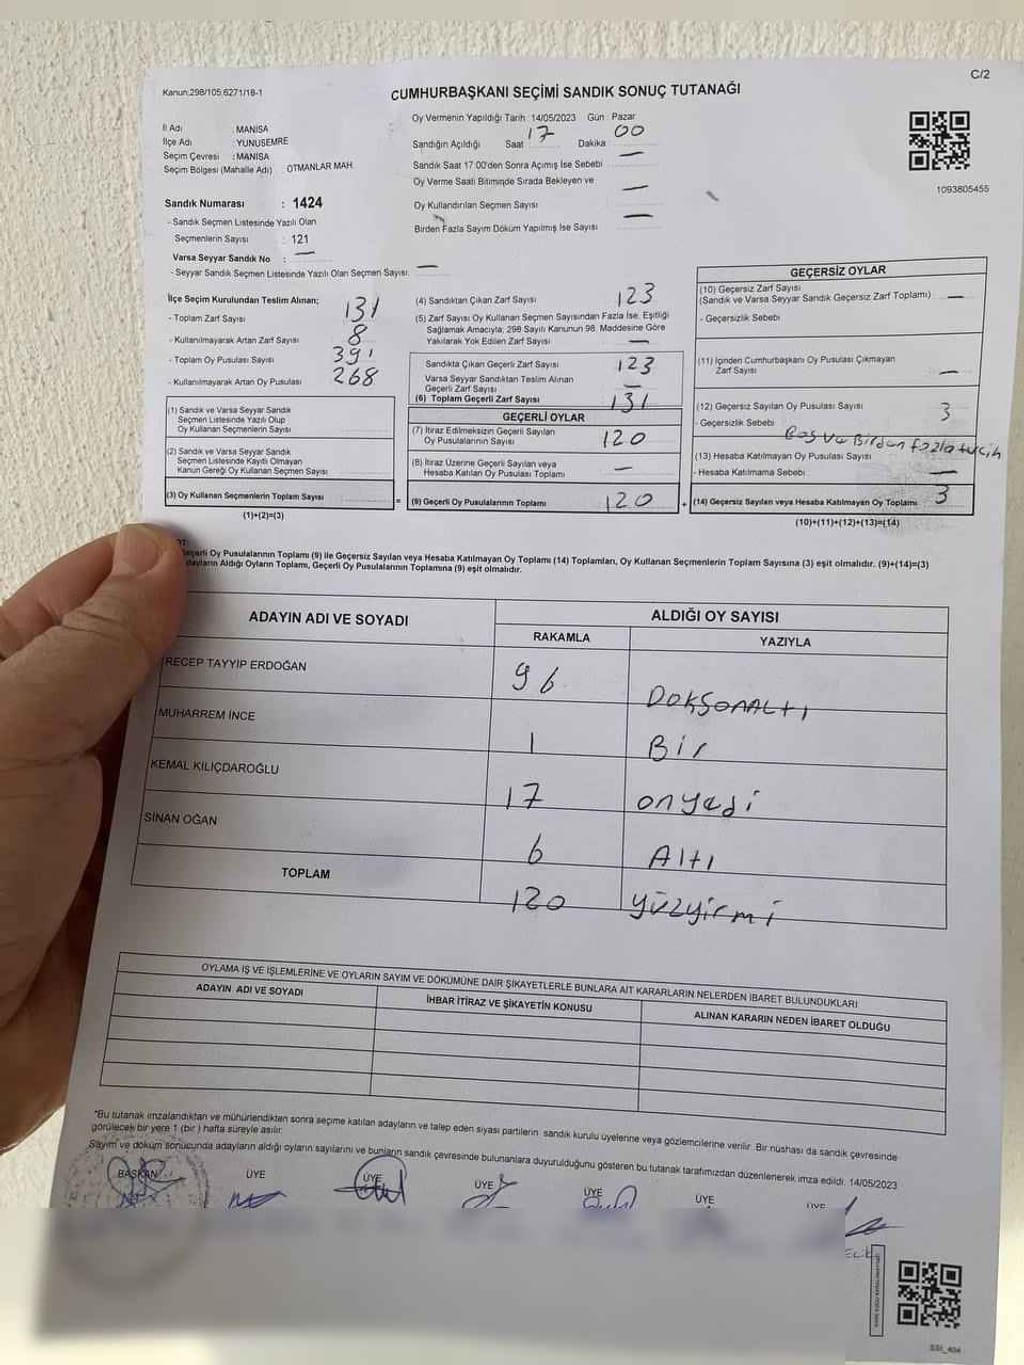 C/2
Kanun:298/105.6271/18-1
CUMHURBAŞKANI SEÇİMİ SANDIK SONUÇ TUTANAĞI
İl Adı : MANİSA
İlçe Adı : YUNUSEMRE
Seçim Çevresi : MANİSA
Seçim Bölgesi (Mahalle Adı) : OTMANLAR MAH.
Sandık Numarası : 1424
- Sandık Seçmen Listesinde Yazılı Olan
Seçmenlerin Sayısı : 121
Varsa Seyyar Sandık No : —
- Seyyar Sandık Seçmen Listesinde Yazılı Olan Seçmen Sayısı: —
Oy Vermenin Yapıldığı Tarih :14/05/2023 Gün : Pazar
Sandığın Açıldığı Saat 17 Dakika 00
Sandık Saat 17.00'den Sonra Açımış İse Sebebi —
Oy Verme Saati Bitiminde Sırada Bekleyen ve
Oy Kullandırılan Seçmen Sayısı —
Birden Fazla Sayım Döküm Yapılmış İse Sayısı —
1093805455
İlçe Seçim Kurulundan Teslim Alınan;
- Toplam Zarf Sayısı 131
- Kullanılmayarak Artan Zarf Sayısı 8
- Toplam Oy Pusulası Sayısı 391
- Kullanılmayarak Artan Oy Pusulası 268
(1) Sandık ve Varsa Seyyar Sandık
Seçmen Listesinde Yazılı Olup
Oy Kullanan Seçmenlerin Sayısı
(2) Sandık ve Varsa Seyyar Sandık
Seçmen Listesinde Kayıtlı Olmayan
Kanun Gereği Oy Kullanan Seçmen Sayısı
(3) Oy Kullanan Seçmenlerin Toplam Sayısı =
(1)+(2)=(3)
(4) Sandıktan Çıkan Zarf Sayısı 123
(5) Zarf Sayısı Oy Kullanan Seçmen Sayısından Fazla İse, Eşitliği
Sağlamak Amacıyla; 298 Sayılı Kanunun 98. Maddesine Göre
Yakılarak Yok Edilen Zarf Sayısı —
Sandıkta Çıkan Geçerli Zarf Sayısı 123
Varsa Seyyar Sandıktan Teslim Alınan
Geçerli Zarf Sayısı —
(6) Toplam Geçerli Zarf Sayısı 131
GEÇERLİ OYLAR
(7) İtiraz Edilmeksizin Geçerli Sayılan
Oy Pusulalarının Sayısı 120
(8) İtiraz Üzerine Geçerli Sayılan veya
Hesaba Katılan Oy Pusulası Toplamı —
(9) Geçerli Oy Pusulalarının Toplamı 120 +
GEÇERSİZ OYLAR
(10) Geçersiz Zarf Sayısı
(Sandık ve Varsa Seyyar Sandık Geçersiz Zarf Toplamı) —
- Geçersizlik Sebebi :
(11) İçinden Cumhurbaşkanı Oy Pusulası Çıkmayan
Zarf Sayısı —
(12) Geçersiz Sayılan Oy Pusulası Sayısı 3
- Geçersizlik Sebebi Boş ve Birden fazla tercih
(13) Hesaba Katılmayan Oy Pusulası Sayısı —
- Hesaba Katılmama Sebebi :
(14) Geçersiz Sayılan veya Hesaba Katılmayan Oy Toplamı 3
(10)+(11)+(12)+(13)=(14)
Oy Pusulalarının Toplamı (9) ile Geçersiz Sayılan veya Hesaba Katılmayan Oy Toplamı (14) Toplamları, Oy Kullanan Seçmenlerin Toplam Sayısına (3) eşit olmalıdır. (9)+(14)=(3)
Aldığı Oyların Toplamı, Geçerli Oy Pusulalarının Toplamına (9) eşit olmalıdır.
ADAYIN ADI VE SOYADI ALDIĞI OY SAYISI
RAKAMLA YAZIYLA
RECEP TAYYİP ERDOĞAN 96 DOKSANALTI
MUHARREM İNCE 1 Bir
KEMAL KILIÇDAROĞLU 17 onyedi
SİNAN OĞAN 6 Altı
TOPLAM 120 yüzyirmi
OYLAMA İŞ VE İŞLEMLERİNE VE OYLARIN SAYIM VE DÖKÜMÜNE DAİR ŞİKAYETLERLE BUNLARA AİT KARARLARIN NELERDEN İBARET BULUNDUKLARI
ADAYIN ADI VE SOYADI İHBAR İTİRAZ VE ŞİKAYETİN KONUSU ALINAN KARARIN NEDEN İBARET OLDUĞU
*Bu tutanak imzalandıktan ve mühürlendikten sonra seçime katılan adayların ve talep eden siyasi partilerin sandık kurulu üyelerine veya gözlemcilerine verilir. Bir nüshası da sandık çevresinde
görülecek bir yere 1 (bir ) hafta süreyle asılır.
Sayım ve döküm sonucunda adayların aldığı oyların sayılarını ve bunların sandık çevresinde bulunanlara duyurulduğunu gösteren bu tutanak tarafımızdan düzenlenerek imza edildi. 14/05/2023
BAŞKAN ÜYE ÜYE ÜYE ÜYE ÜYE ÜYE